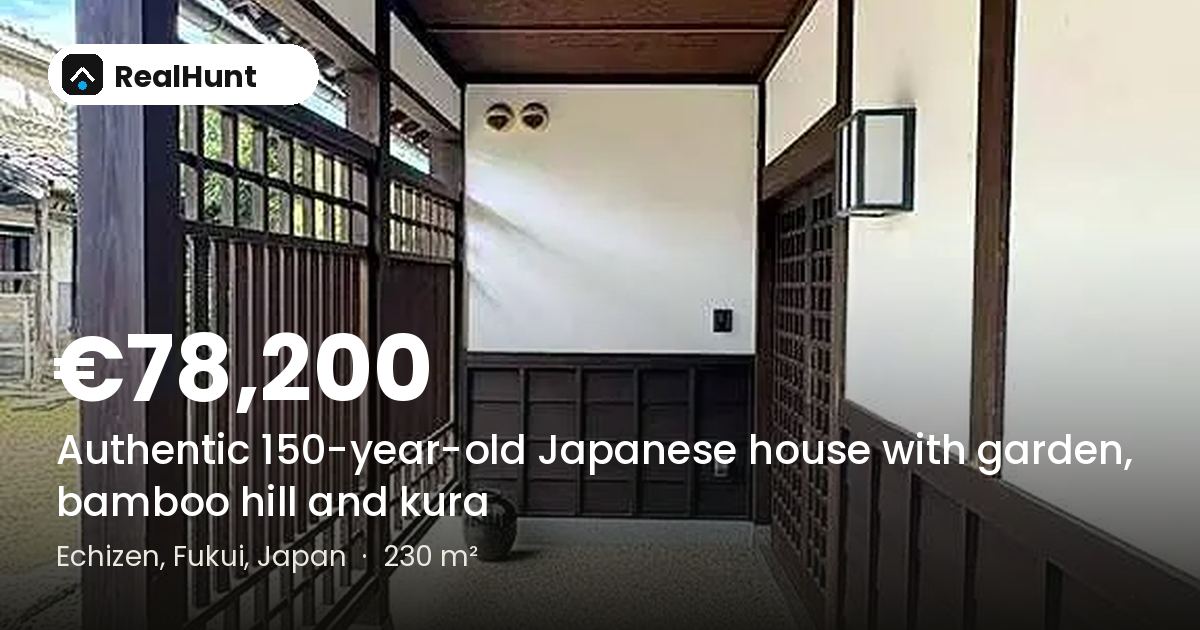 RealHunt
€78,200
Authentic 150-year-old Japanese house with garden,
bamboo hill and kura
Echizen, Fukui, Japan · 230 m²